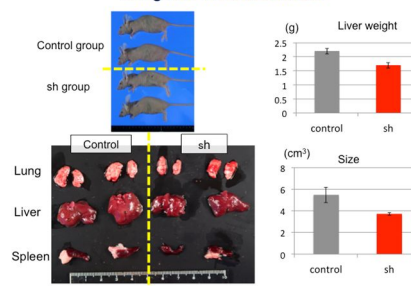 Control group
sh group
Control
sh
Lung
Liver
Spleen
(g)
Liver weight
2.5
2
1.5
1
0.5
0
control
sh
(cm3)
Size
8
6
4
2
0
control
sh